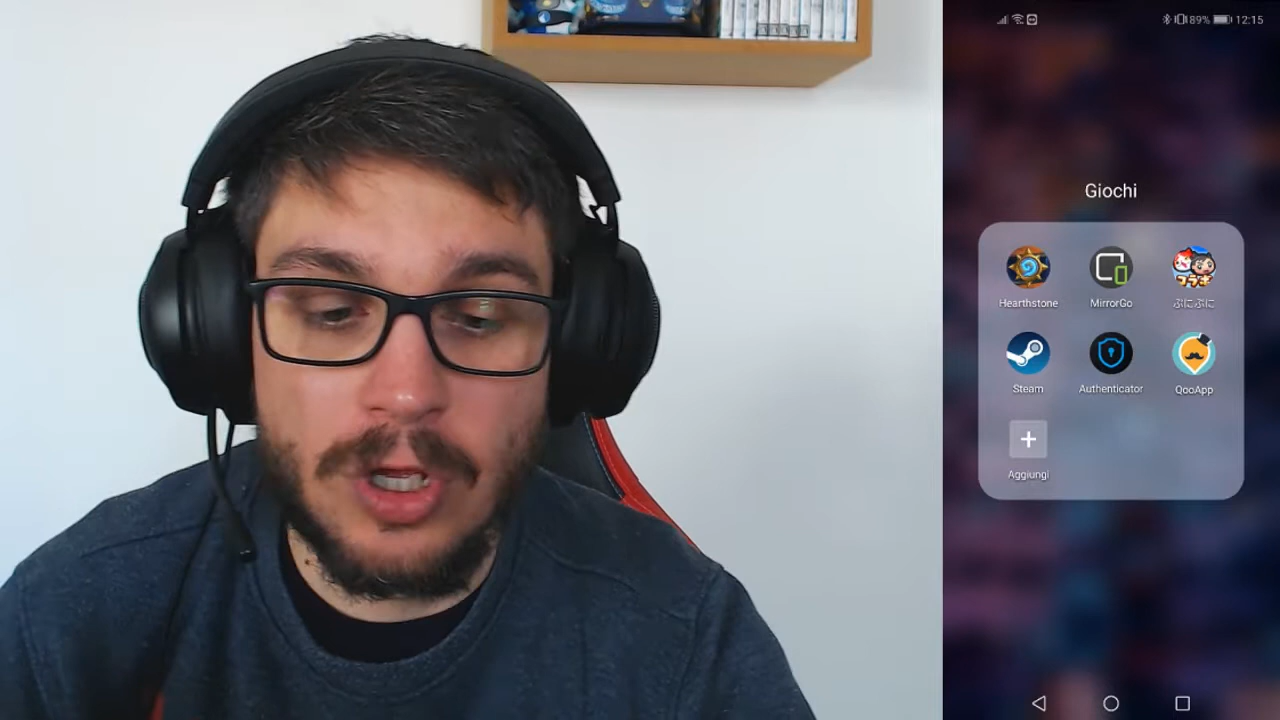 89% 12:15
Giochi
Hearthstone MirrorGo ぷにぷに
Steam Authenticator QooApp
Aggiungi